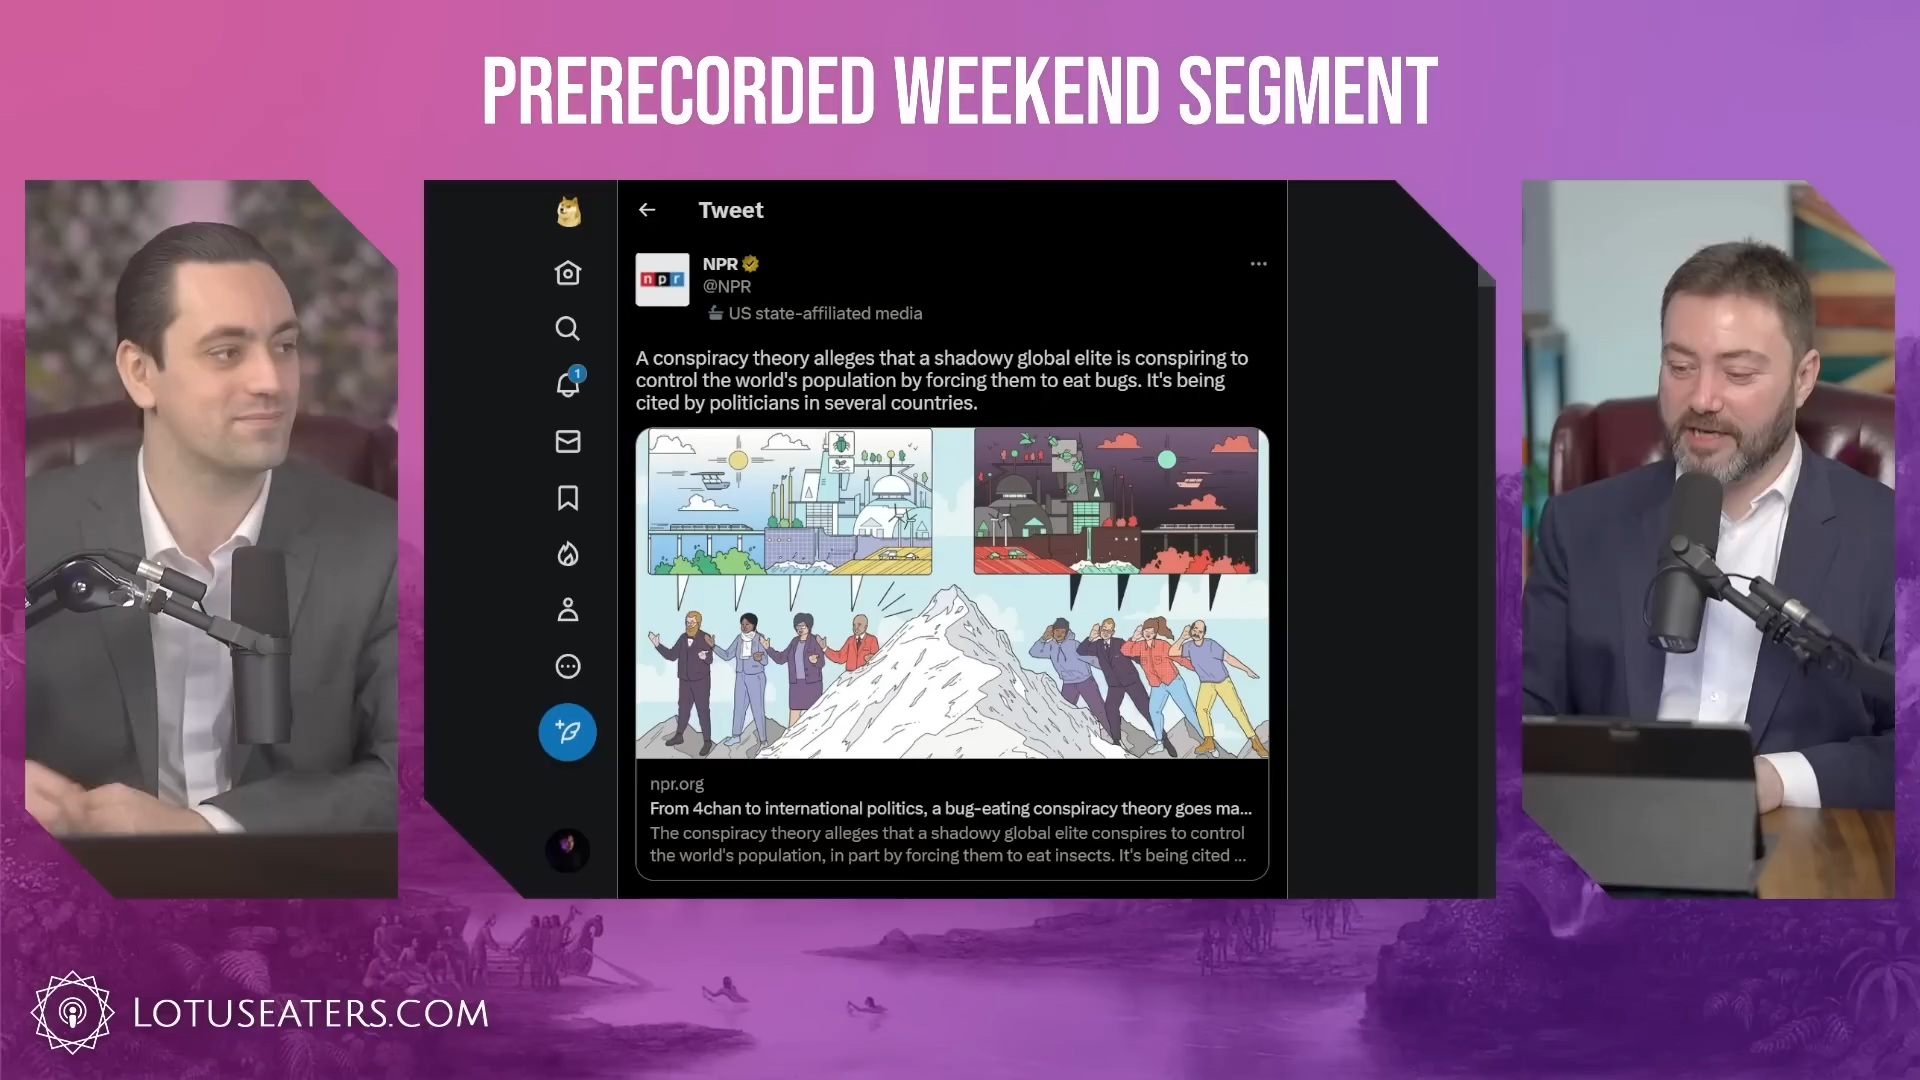 PRERECORDED WEEKEND SEGMENT
Tweet
npr
NPR
@NPR
US state-affiliated media
A conspiracy theory alleges that a shadowy global elite is conspiring to
control the world's population by forcing them to eat bugs. It's being
cited by politicians in several countries.
1
npr.org
From 4chan to international politics, a bug-eating conspiracy theory goes ma...
The conspiracy theory alleges that a shadowy global elite conspires to control
the world's population, in part by forcing them to eat insects. It's being cited ...
LOTUSEATERS.COM